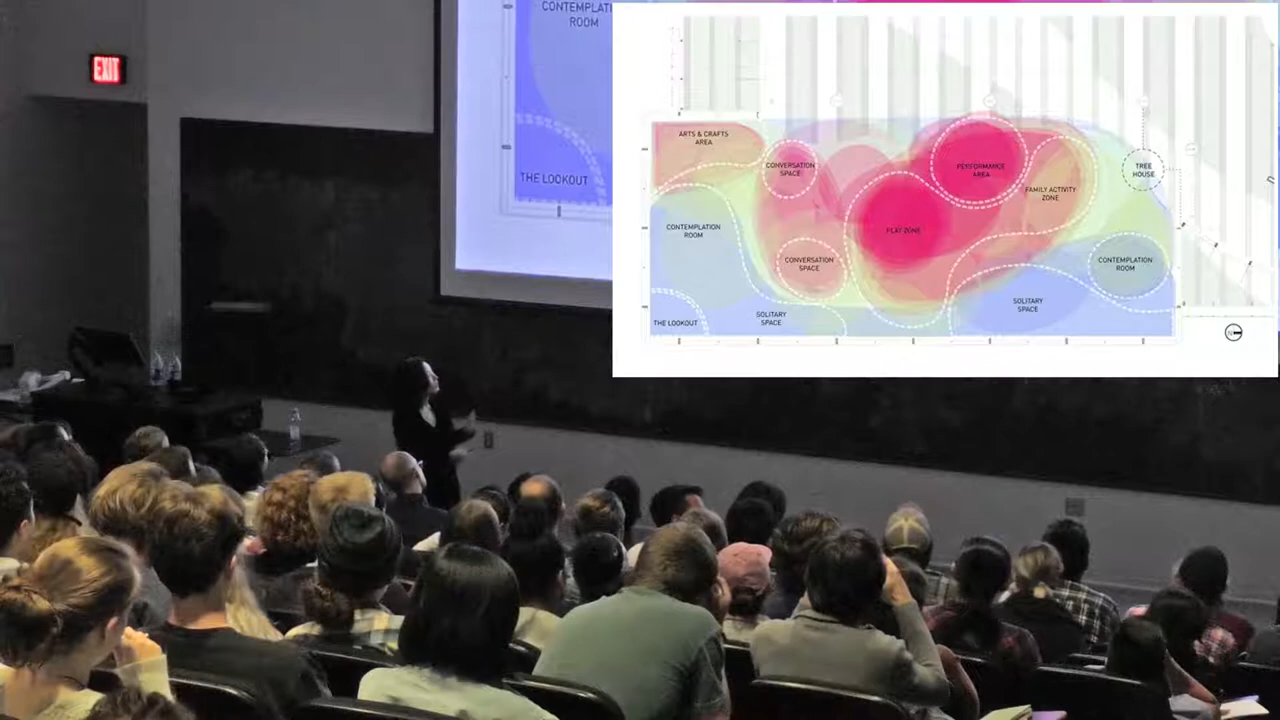 EXIT
CONTEMPLATI
ROOM
THE LOOKOUT
ARTS & CRAFTS
AREA
CONVERSATION
SPACE
PERFORMANCE
AREA
TREE
HOUSE
FAMILY ACTIVITY
ZONE
CONTEMPLATION
ROOM
PLAY ZONE
CONVERSATION
SPACE
CONTEMPLATION
ROOM
SOLITARY
SPACE
SOLITARY
SPACE
THE LOOKOUT